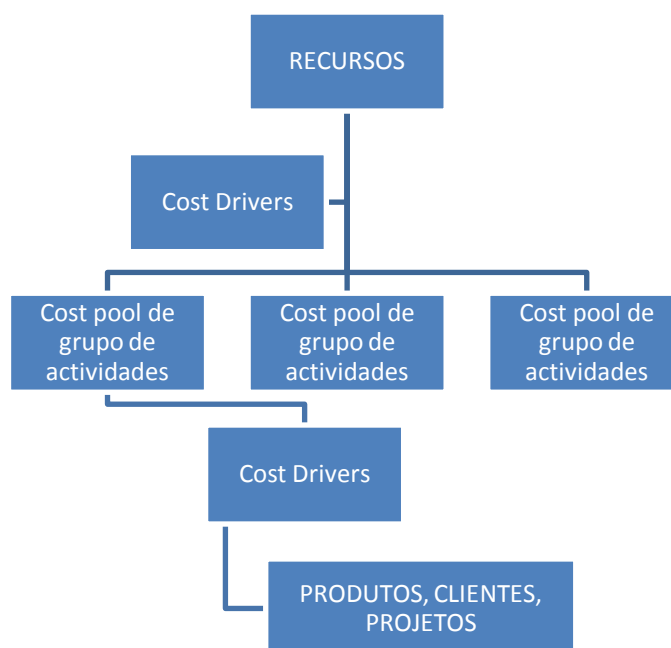 RECURSOS
Cost Drivers
Cost pool de
grupo de
actividades
Cost pool de
grupo de
actividades
Cost pool de
grupo de
actividades
Cost Drivers
PRODUTOS, CLIENTES,
PROJETOS